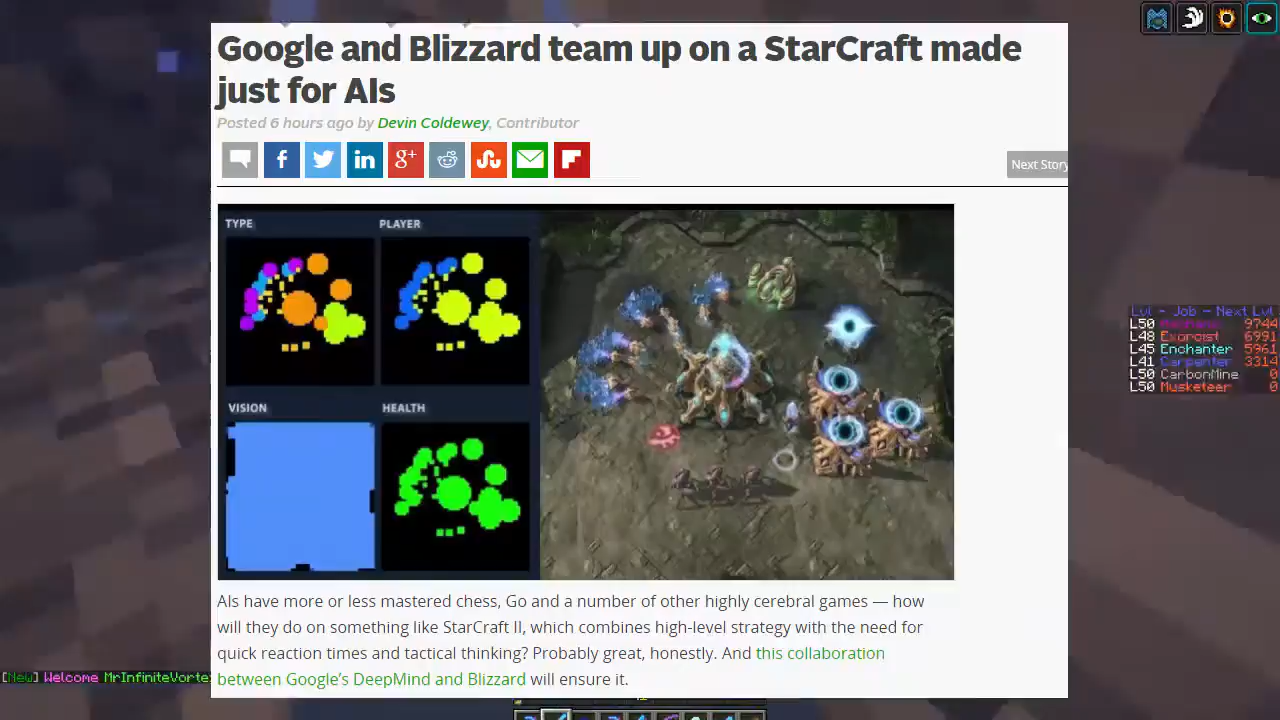 Google and Blizzard team up on a StarCraft made
just for AIs
Posted 6 hours ago by Devin Coldewey, Contributor
Next Story
TYPE
PLAYER
VISION
HEALTH
AIs have more or less mastered chess, Go and a number of other highly cerebral games — how
will they do on something like StarCraft II, which combines high-level strategy with the need for
quick reaction times and tactical thinking? Probably great, honestly. And this collaboration
between Google's DeepMind and Blizzard will ensure it.
Lvl - Job - Next Lvl
L50 9744
L48 Exorcist 6991
L45 Enchanter 5961
L41 Carpenter 3314
L50 CarbonMine 0
L50 Musketeer 0
[New] Welcome MrInfiniteVorte